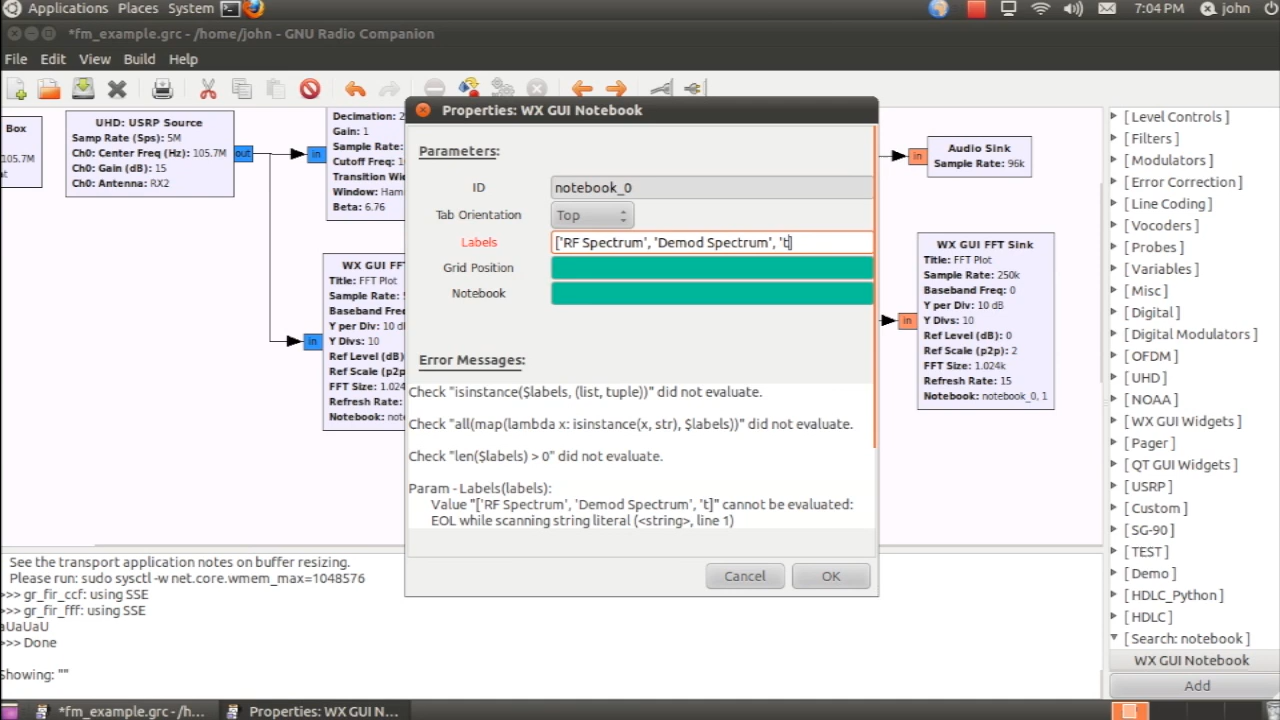 Applications Places System
7:04 PM john
*fm_example.grc - /home/john - GNU Radio Companion
File Edit View Build Help
Box
105.7M
UHD: USRP Source
Samp Rate (Sps): 5M
Ch0: Center Freq (Hz): 105.7M
Ch0: Gain (dB): 15
Ch0: Antenna: RX2
out
in
Decimation: 2
Gain: 1
Sample Rate:
Cutoff Freq: 1
Transition Wi
Window: Ham
Beta: 6.76
in
WX GUI FF
Title: FFT Plot
Sample Rate:
Baseband Freq
Y per Div: 10 dB
Y Divs: 10
Ref Level (dB)
Ref Scale (p2p
FFT Size: 1.024
Refresh Rate:
Notebook: note
Properties: WX GUI Notebook
Parameters:
ID notebook_0
Tab Orientation Top
Labels ['RF Spectrum', 'Demod Spectrum', 't]
Grid Position
Notebook
Error Messages:
Check "isinstance($labels, (list, tuple))" did not evaluate.
Check "all(map(lambda x: isinstance(x, str), $labels))" did not evaluate.
Check "len($labels) > 0" did not evaluate.
Param - Labels(labels):
Value "['RF Spectrum', 'Demod Spectrum', 't]" cannot be evaluated:
EOL while scanning string literal (<string>, line 1)
Cancel OK
in
Audio Sink
Sample Rate: 96k
in
WX GUI FFT Sink
Title: FFT Plot
Sample Rate: 250k
Baseband Freq: 0
Y per Div: 10 dB
Y Divs: 10
Ref Level (dB): 0
Ref Scale (p2p): 2
FFT Size: 1.024k
Refresh Rate: 15
Notebook: notebook_0, 1
[ Level Controls ]
[ Filters ]
[ Modulators ]
[ Error Correction ]
[ Line Coding ]
[ Vocoders ]
[ Probes ]
[ Variables ]
[ Misc ]
[ Digital ]
[ Digital Modulators ]
[ OFDM ]
[ UHD ]
[ NOAA ]
[ WX GUI Widgets ]
[ Pager ]
[ QT GUI Widgets ]
[ USRP ]
[ Custom ]
[ SG-90 ]
[ TEST ]
[ Demo ]
[ HDLC_Python ]
[ HDLC ]
[ Search: notebook ]
WX GUI Notebook
Add
See the transport application notes on buffer resizing.
Please run: sudo sysctl -w net.core.wmem_max=1048576
>>> gr_fir_ccf: using SSE
>>> gr_fir_fff: using SSE
aUaUaU
>>> Done
Showing: ""
*fm_example.grc - /h... Properties: WX GUI N...